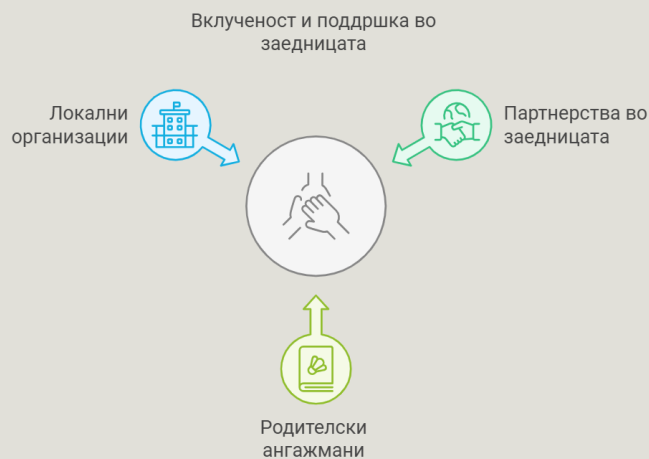 Вклученост и поддршка во
заедницата
Локални
организации
Партнерства во
заедницата
Родителски
ангажмани